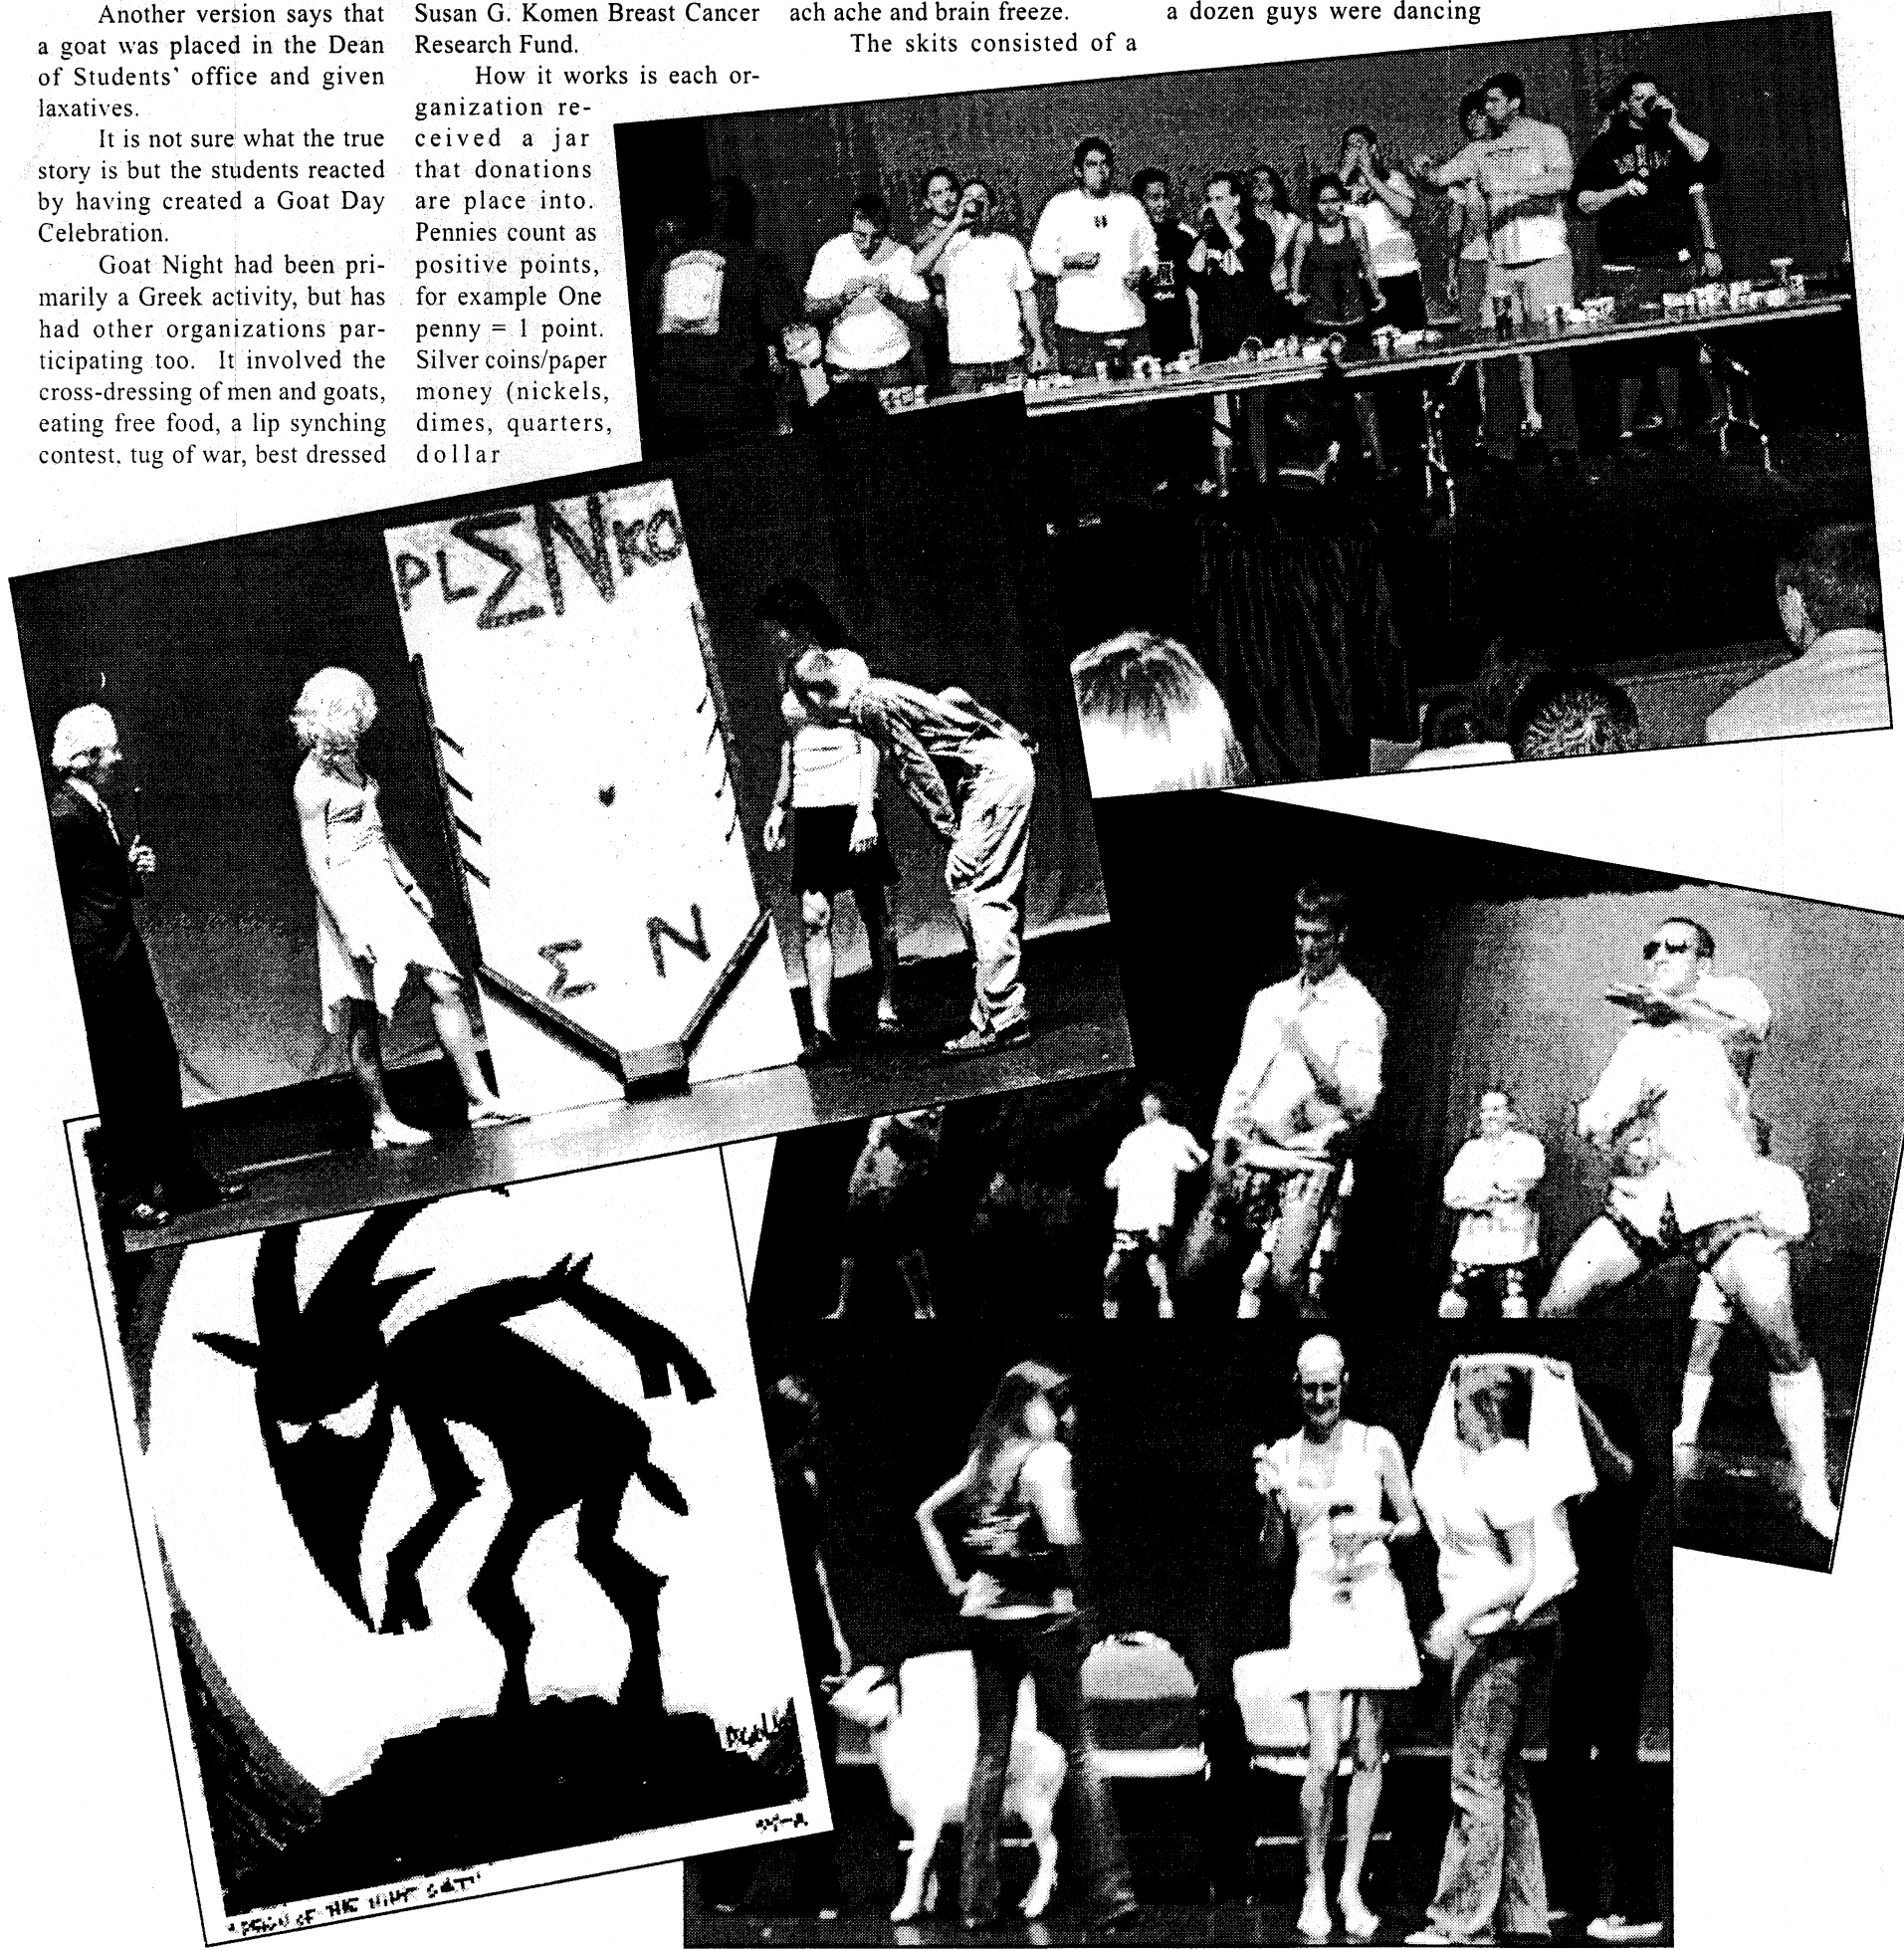 Another version says that
a goat was placed in the Dean
of Students' office and given
laxatives.
It is not sure what the true
story is but the students reacted
by having created a Goat Day
Celebration.
Goat Night had been pri-
marily a Greek activity, but has
had other organizations par-
ticipating too. It involved the
cross-dressing of men and goats,
eating free food, a lip synching
contest, tug of war, best dressed
Susan G. Komen Breast Cancer
Research Fund.
How it works is each or-
ganization re-
ceived a jar
that donations
are place into.
Pennies count as
positive points,
for example One
penny = 1 point.
Silver coins/paper
money (nickels,
dimes, quarters,
dollar
ach ache and brain freeze.
The skits consisted of a
a dozen guys were dancing
PLΣNKO
Σ N
OF THE